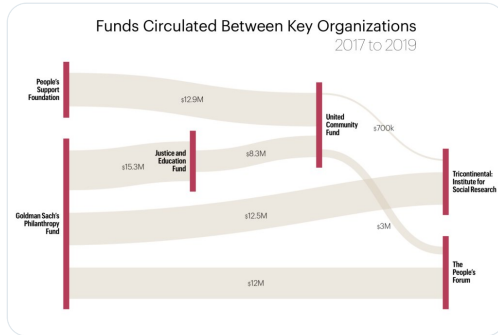 Funds Circulated Between Key Organizations
2017 to 2019
People's
Support
Foundation
$12.9M
United
Community
Fund
$700k
Justice and
Education
Fund
$15.3M
$8.3M
Tricontinental:
Institute for
Social Research
Goldman Sach's
Philanthropy
Fund
$12.5M
$3M
The
People's
Forum
$12M